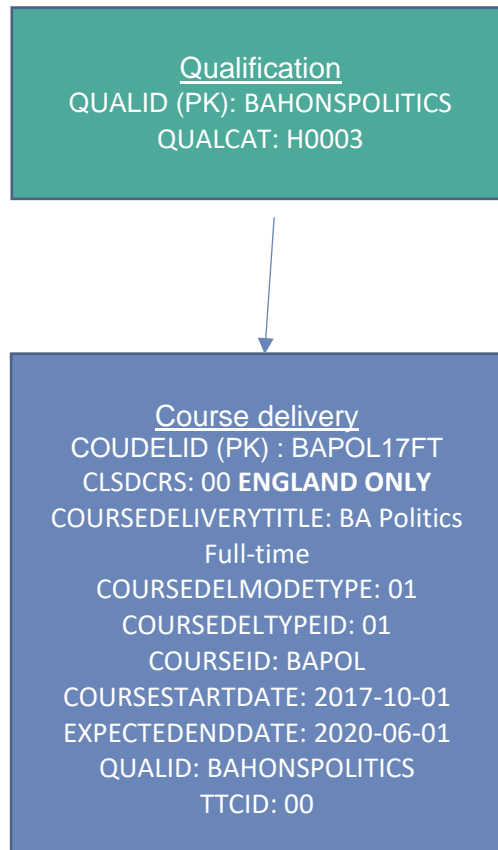 Qualification
QUALID (PK): BAHONSPOLITICS
QUALCAT: H0003
Course delivery
COUDELID (PK) : BAPOL17FT
CLSDCRS: 00 ENGLAND ONLY
COURSEDELIVERYTITLE: BA Politics
Full-time
COURSEDELMODETYPE: 01
COURSEDELTYPEID: 01
COURSEID: BAPOL
COURSESTARTDATE: 2017-10-01
EXPECTEDENDDATE: 2020-06-01
QUALID: BAHONSPOLITICS
TTCID: 00